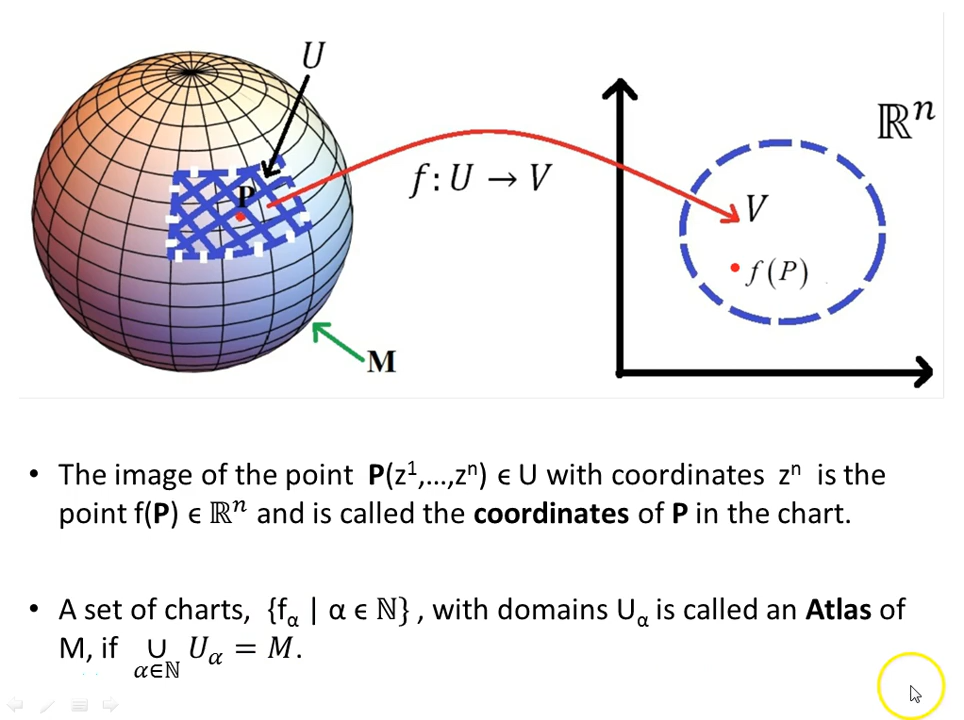 U
ℝⁿ
P
f: U → V
V
f(P)
M
• The image of the point P(z¹,…,zⁿ) ϵ U with coordinates zⁿ is the
point f(P) ϵ ℝⁿ and is called the coordinates of P in the chart.
• A set of charts, {f_α | α ϵ ℕ} , with domains U_α is called an Atlas of
M, if ∪_{α∈ℕ} U_α = M.